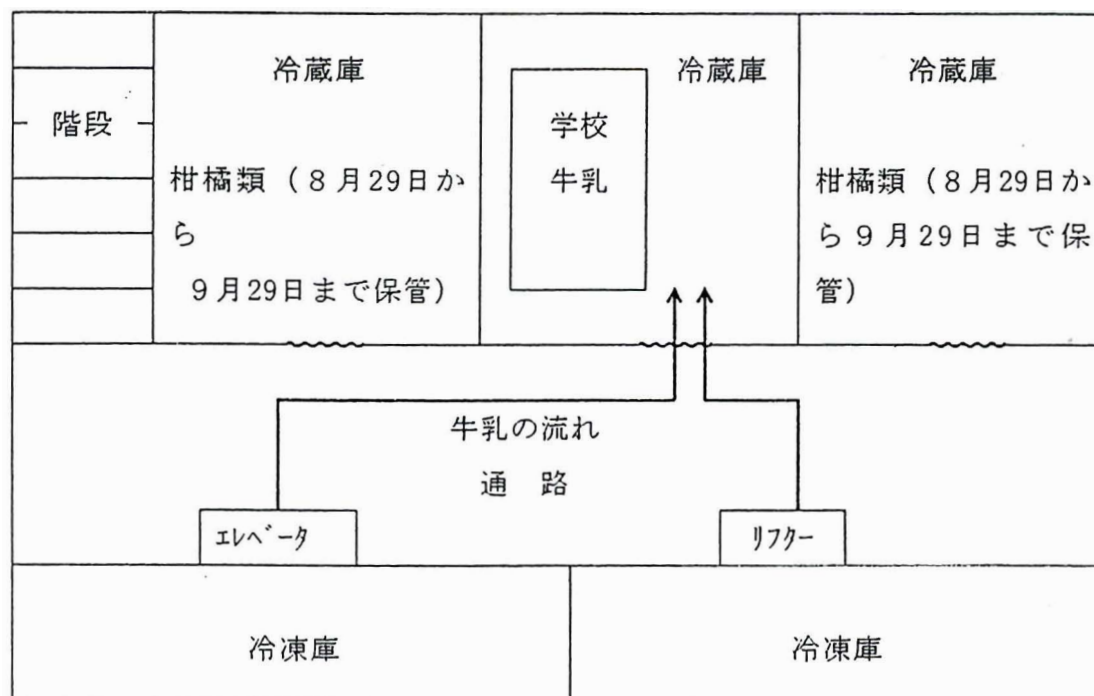 階段
冷蔵庫
柑橘類（８月29日か
ら
９月29日まで保管）
冷蔵庫
学校
牛乳
冷蔵庫
柑橘類（８月29日か
ら９月29日まで保
管）
牛乳の流れ
通　路
ｴﾚﾍﾞｰﾀ
ﾘﾌﾀｰ
冷凍庫
冷凍庫